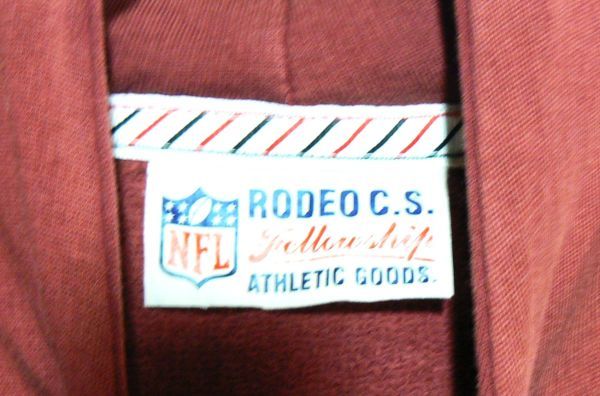 NFL
RODEO C.S.
Fellowship
ATHLETIC GOODS.